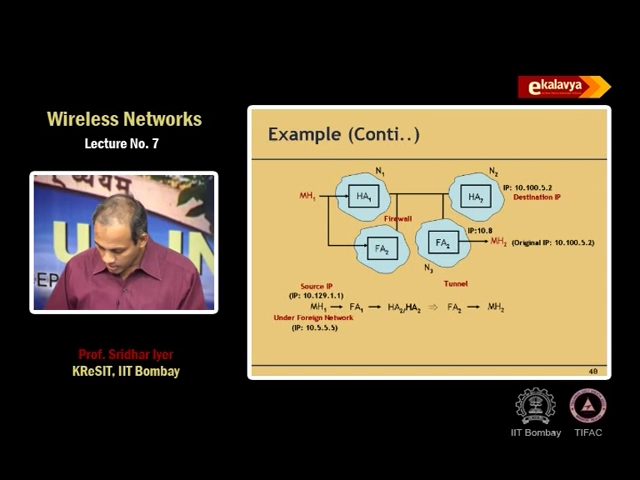 ekalavya
Wireless Networks
Lecture No. 7
Example (Conti..)
N1
N2
MH1
HA1
HA2
IP: 10.100.5.2
Destination IP
Firewall
FA2
FA2
IP:10.8
MH2
(Original IP: 10.100.5.2)
N3
Source IP
(IP: 10.129.1.1)
Tunnel
MH1 → FA1 → HA2/HA2 ⇒ FA2 → MH2
Under Foreign Network
(IP: 10.5.5.5)
48
Prof. Sridhar Iyer
KReSIT, IIT Bombay
IIT Bombay
TIFAC